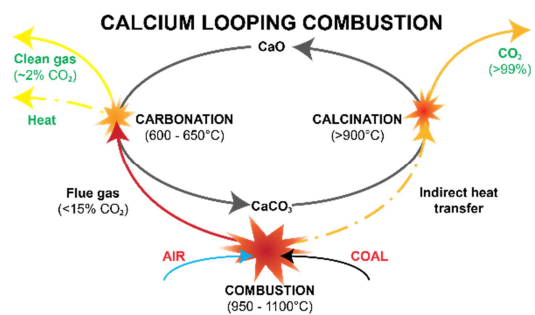 CALCIUM LOOPING COMBUSTION
Clean gas
(~2% CO₂)
CaO
CO₂
(>99%)
Heat
CARBONATION
(600 - 650°C)
CALCINATION
(>900°C)
Flue gas
(<15% CO₂)
CaCO₃
Indirect heat
transfer
AIR
COAL
COMBUSTION
(950 - 1100°C)